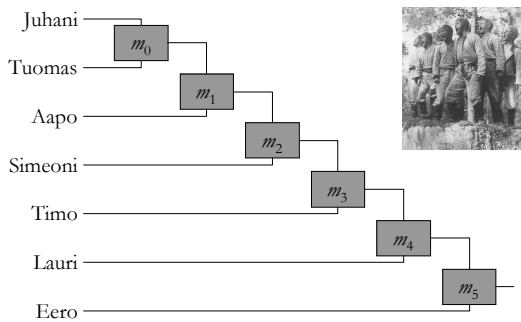 Juhani
m0
Tuomas
m1
Aapo
m2
Simeoni
m3
Timo
m4
Lauri
m5
Eero